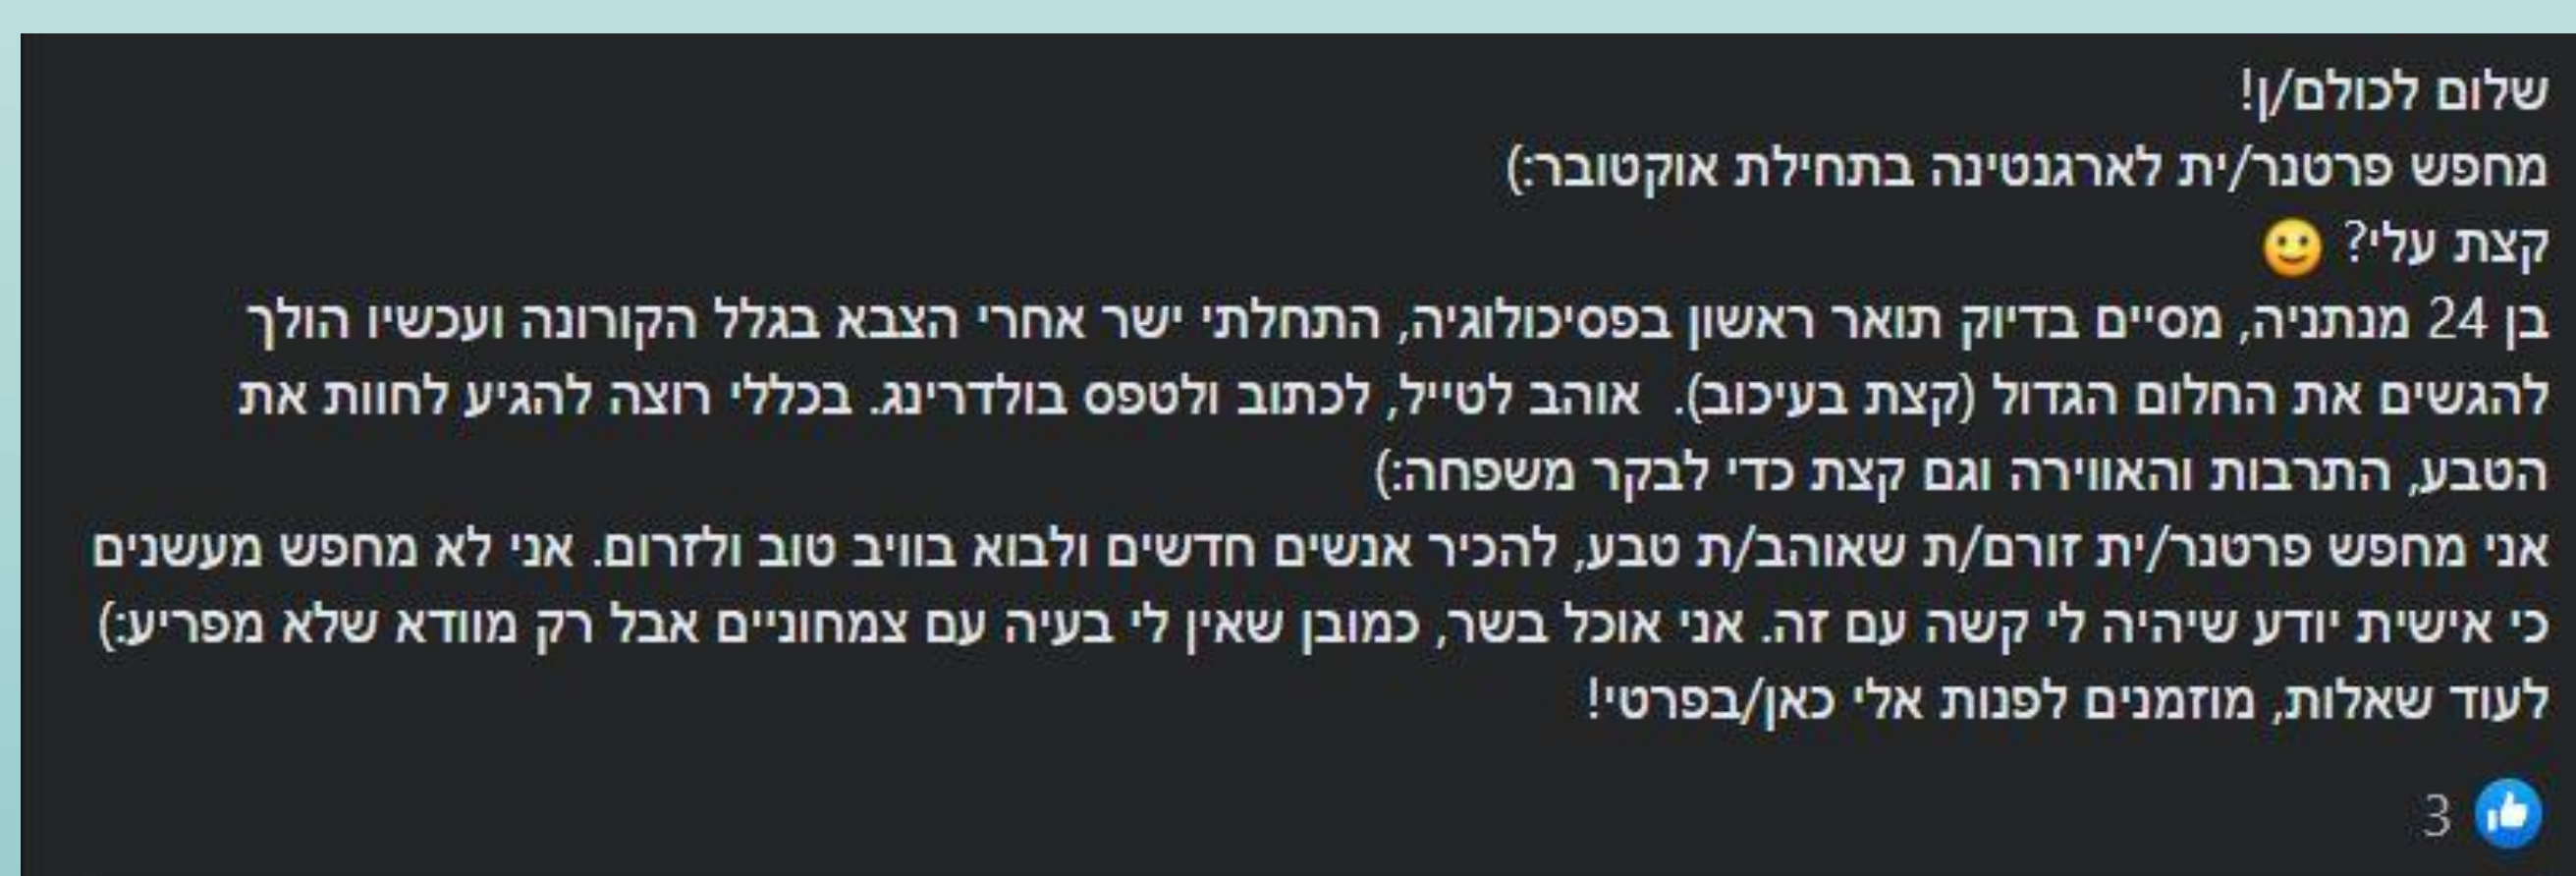 שלום לכולם/ן!
מחפש פרטנר/ית לארגנטינה בתחילת אוקטובר:)
קצת עלי? 🙂
בן 24 מנתניה, מסיים בדיוק תואר ראשון בפסיכולוגיה, התחלתי ישר אחרי הצבא בגלל הקורונה ועכשיו הולך
להגשים את החלום הגדול (קצת בעיכוב). אוהב לטייל, לכתוב ולטפס בולדרינג. בכללי רוצה להגיע לחוות את
הטבע, התרבות והאווירה וגם קצת כדי לבקר משפחה:)
אני מחפש פרטנר/ית זורם/ת שאוהב/ת טבע, להכיר אנשים חדשים ולבוא בוויב טוב ולזרום. אני לא מחפש מעשנים
כי אישית יודע שיהיה לי קשה עם זה. אני אוכל בשר, כמובן שאין לי בעיה עם צמחוניים אבל רק מוודא שלא מפריע:)
לעוד שאלות, מוזמנים לפנות אלי כאן/בפרטי!
3